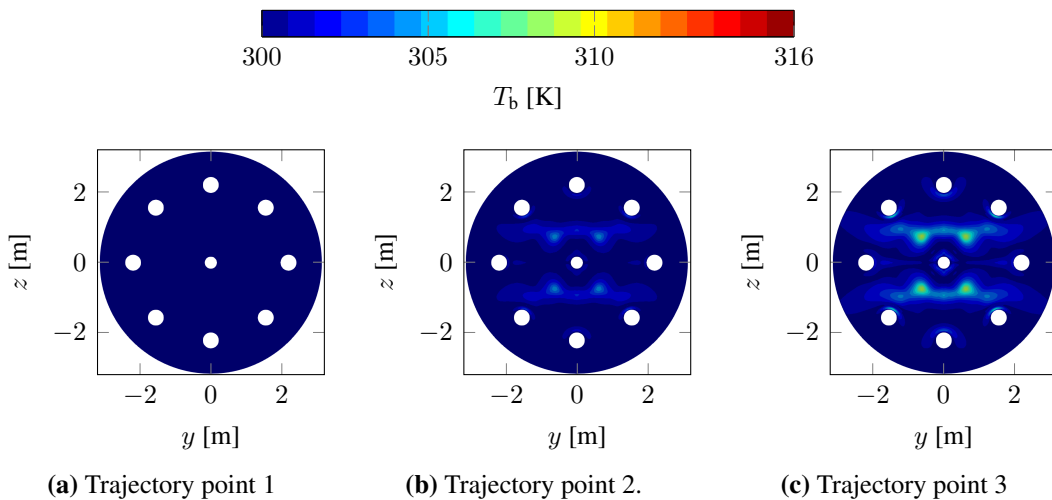 300 305 310 316
T_b [K]
2 2 2
z [m] 0 z [m] 0 z [m] 0
−2 −2 −2
−2 0 2 −2 0 2 −2 0 2
y [m] y [m] y [m]
(a) Trajectory point 1 (b) Trajectory point 2. (c) Trajectory point 3